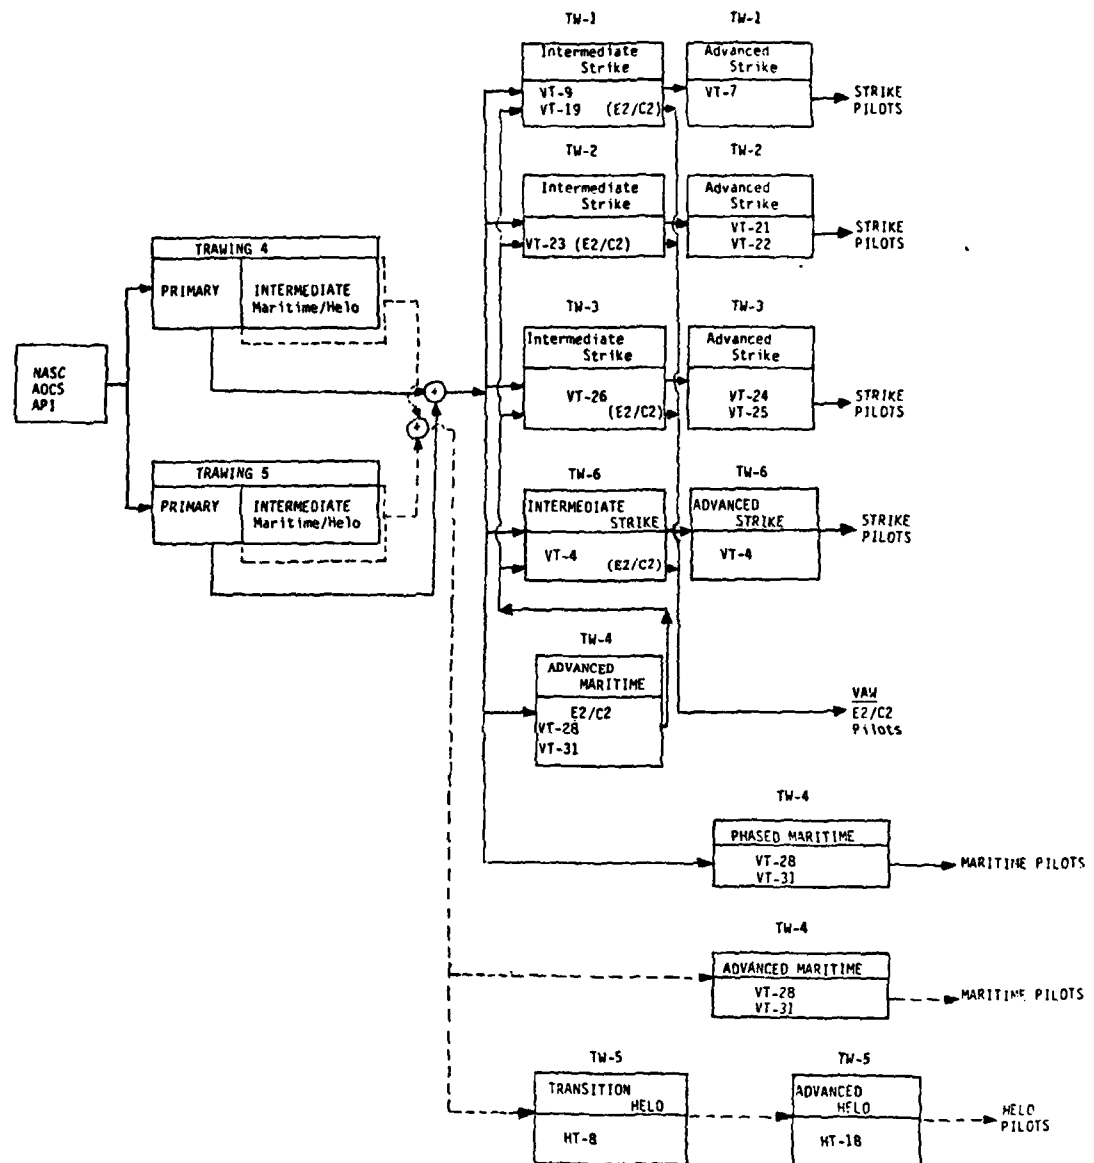 TW-1
TW-1
Intermediate
Strike
VT-9
VT-19 (E2/C2)
Advanced
Strike
VT-7
STRIKE
PILOTS
TW-2
TW-2
Intermediate
Strike
VT-23 (E2/C2)
Advanced
Strike
VT-21
VT-22
STRIKE
PILOTS
TRAWING 4
PRIMARY
INTERMEDIATE
Maritime/Helo
TW-3
TW-3
Intermediate
Strike
VT-26
(E2/C2)
Advanced
Strike
VT-24
VT-25
STRIKE
PILOTS
NASC
AOCS
API
+
+
TRAWING 5
PRIMARY
INTERMEDIATE
Maritime/Helo
TW-6
TW-6
INTERMEDIATE
STRIKE
VT-4
(E2/C2)
ADVANCED
STRIKE
VT-4
STRIKE
PILOTS
TW-4
ADVANCED
MARITIME
E2/C2
VT-28
VT-31
VAW
E2/C2
Pilots
TW-4
PHASED MARITIME
VT-28
VT-31
MARITIME PILOTS
TW-4
ADVANCED MARITIME
VT-28
VT-31
MARITIME PILOTS
TW-5
TW-5
TRANSITION
HELO
HT-8
ADVANCED
HELO
HT-18
HELO
PILOTS